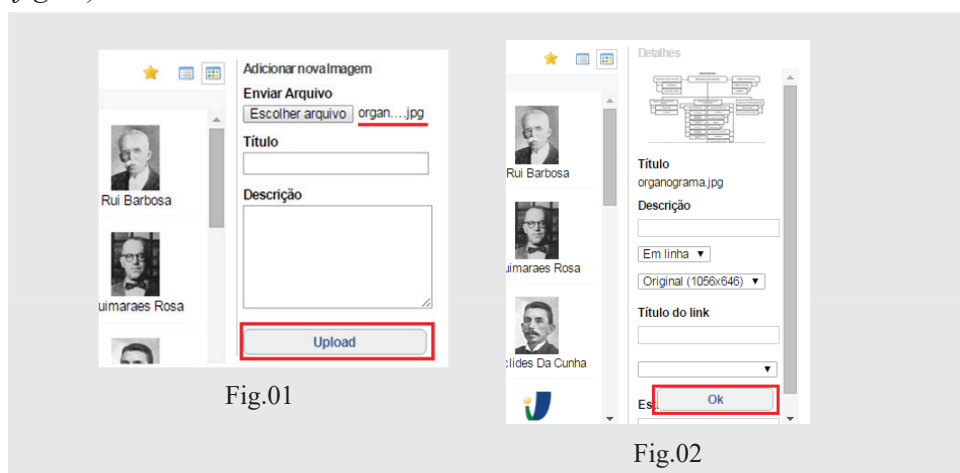 Adicionar nova Imagem
Enviar Arquivo
Escolher arquivo organ....jpg
Título
Descrição
Rui Barbosa
uimaraes Rosa
Upload
Fig.01
Detalhes
Título
organograma.jpg
Descrição
Em linha
Original (1056x646)
Título do link
Rui Barbosa
uimaraes Rosa
clides Da Cunha
Es
Ok
Fig.02